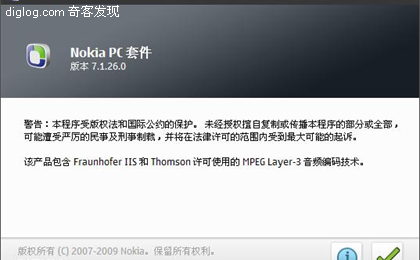 diglog.com 奇客发现
Nokia PC 套件
版本 7.1.26.0
警告：本程序受版权法和国际公约的保护。未经授权擅自复制或传播本程序的部分或全部，
可能遭受严厉的民事及刑事制裁，并将在法律许可的范围内受到最大可能的起诉。
该产品包含 Fraunhofer IIS 和 Thomson 许可使用的 MPEG Layer-3 音频编码技术。
版权所有 (C) 2007-2009 Nokia。保留所有权利。